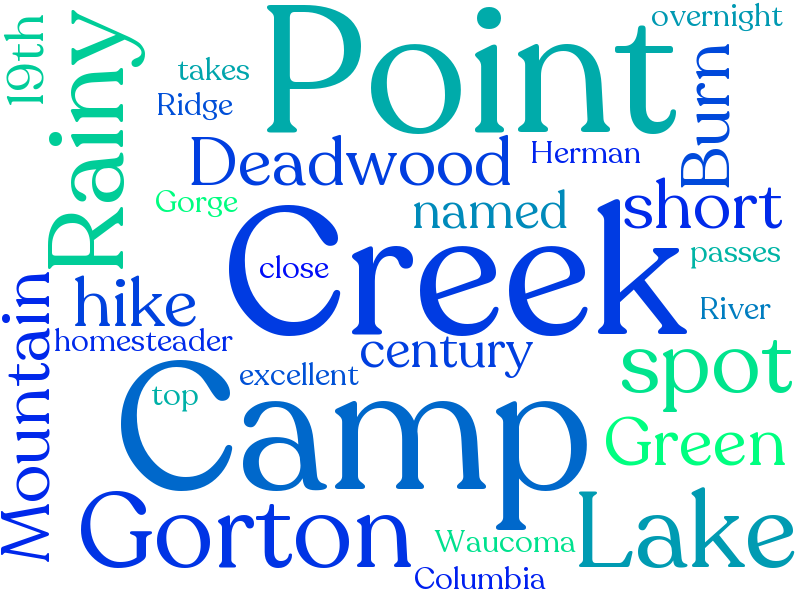 overnight
19th
Rainy
Point
takes
Ridge
Burn
Deadwood
Herman
Gorge
named
short
Creek
close
passes
Mountain
hike
River
homesteader
century
spot
excellent
top
Camp
Green
Gorton
Lake
Waucoma
Columbia